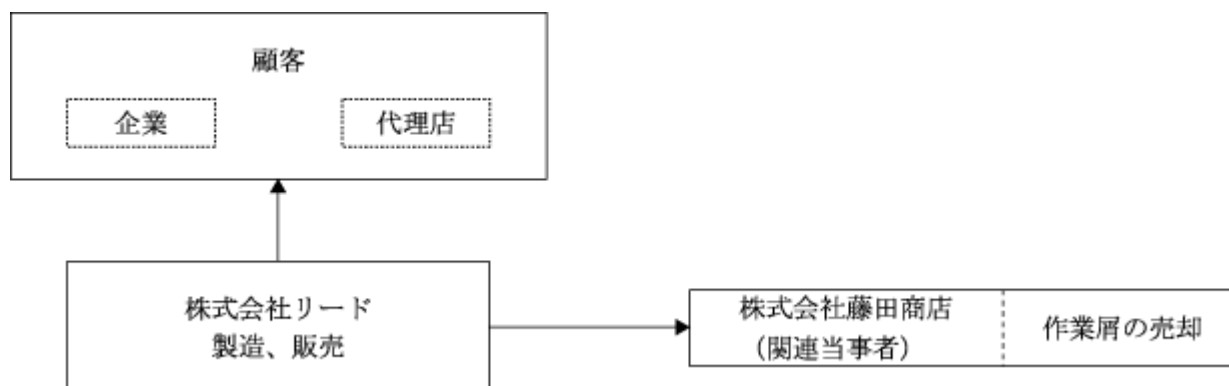 顧客
企業
代理店
株式会社リード
製造、販売
株式会社藤田商店
（関連当事者）
作業屑の売却